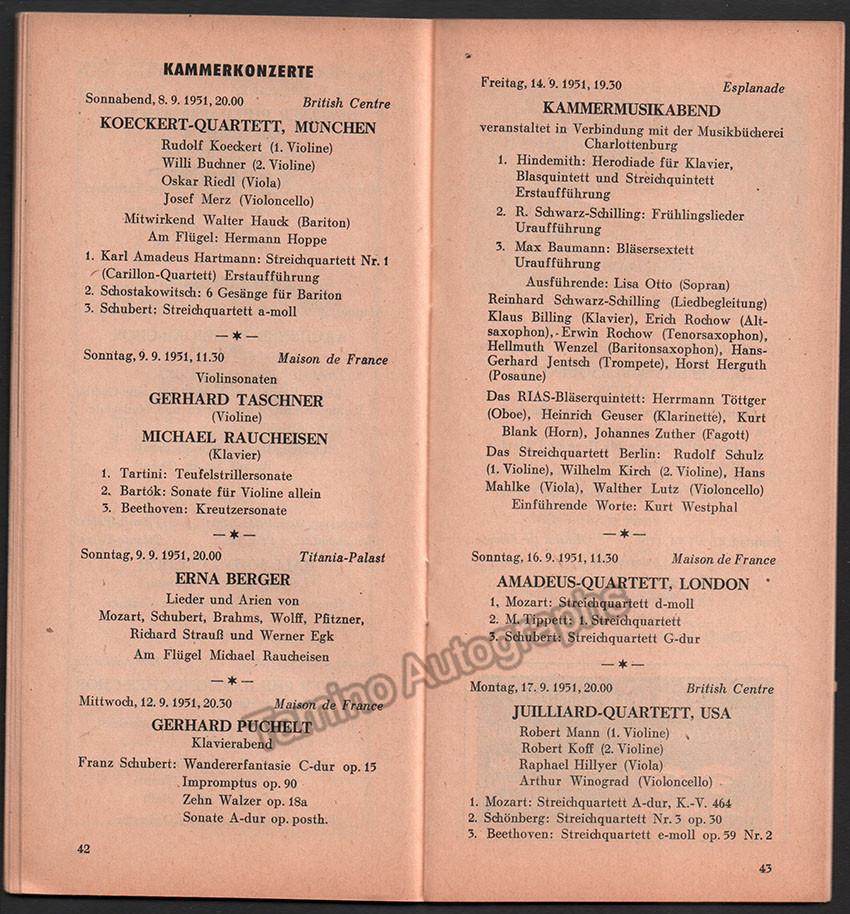 KAMMERKONZERTE
Sonnabend, 8. 9. 1951, 20.00 British Centre
KOECKERT-QUARTETT, MÜNCHEN
Rudolf Koeckert (1. Violine)
Willi Buchner (2. Violine)
Oskar Riedl (Viola)
Josef Merz (Violoncello)
Mitwirkend Walter Hauck (Bariton)
Am Flügel: Hermann Hoppe
1. Karl Amadeus Hartmann: Streichquartett Nr. 1
(Carillon-Quartett) Erstaufführung
2. Schostakowitsch: 6 Gesänge für Bariton
3. Schubert: Streichquartett a-moll
—*—
Sonntag, 9. 9. 1951, 11.30 Maison de France
Violinsonaten
GERHARD TASCHNER
(Violine)
MICHAEL RAUCHEISEN
(Klavier)
1. Tartini: Teufelstrillersonate
2. Bartók: Sonate für Violine allein
3. Beethoven: Kreutzersonate
—*—
Sonntag, 9. 9. 1951, 20.00 Titania-Palast
ERNA BERGER
Lieder und Arien von
Mozart, Schubert, Brahms, Wolff, Pfitzner,
Richard Strauß und Werner Egk
Am Flügel Michael Raucheisen
—*—
Mittwoch, 12. 9. 1951, 20.30 Maison de France
GERHARD PUCHELT
Klavierabend
Franz Schubert: Wandererfantasie C-dur op. 15
Impromptus op. 90
Zehn Walzer op. 18a
Sonate A-dur op. posth.
42
Freitag, 14. 9. 1951, 19.30 Esplanade
KAMMERMUSIKABEND
veranstaltet in Verbindung mit der Musikbücherei
Charlottenburg
1. Hindemith: Herodiade für Klavier,
Blasquintett und Streichquintett
Erstaufführung
2. R. Schwarz-Schilling: Frühlingslieder
Uraufführung
3. Max Baumann: Bläsersextett
Uraufführung
Ausführende: Lisa Otto (Sopran)
Reinhard Schwarz-Schilling (Liedbegleitung)
Klaus Billing (Klavier), Erich Rochow (Alt-
saxophon), Erwin Rochow (Tenorsaxophon),
Hellmuth Wenzel (Baritonsaxophon), Hans-
Gerhard Jentsch (Trompete), Horst Herguth
(Posaune)
Das RIAS-Bläserquintett: Herrmann Töttger
(Oboe), Heinrich Geuser (Klarinette), Kurt
Blank (Horn), Johannes Zuther (Fagott)
Das Streichquartett Berlin: Rudolf Schulz
(1. Violine), Wilhelm Kirch (2. Violine), Hans
Mahlke (Viola), Walther Lutz (Violoncello)
Einführende Worte: Kurt Westphal
—*—
Sonntag, 16. 9. 1951, 11.30 Maison de France
AMADEUS-QUARTETT, LONDON
1. Mozart: Streichquartett d-moll
2. M. Tippett: 1. Streichquartett
3. Schubert: Streichquartett G-dur
—*—
Montag, 17. 9. 1951, 20.00 British Centre
JUILLIARD-QUARTETT, USA
Robert Mann (1. Violine)
Robert Koff (2. Violine)
Raphael Hillyer (Viola)
Arthur Winograd (Violoncello)
1. Mozart: Streichquartett A-dur, K.-V. 464
2. Schönberg: Streichquartett Nr. 3 op. 30
3. Beethoven: Streichquartett e-moll op. 59 Nr. 2
43
Tamino Autographs